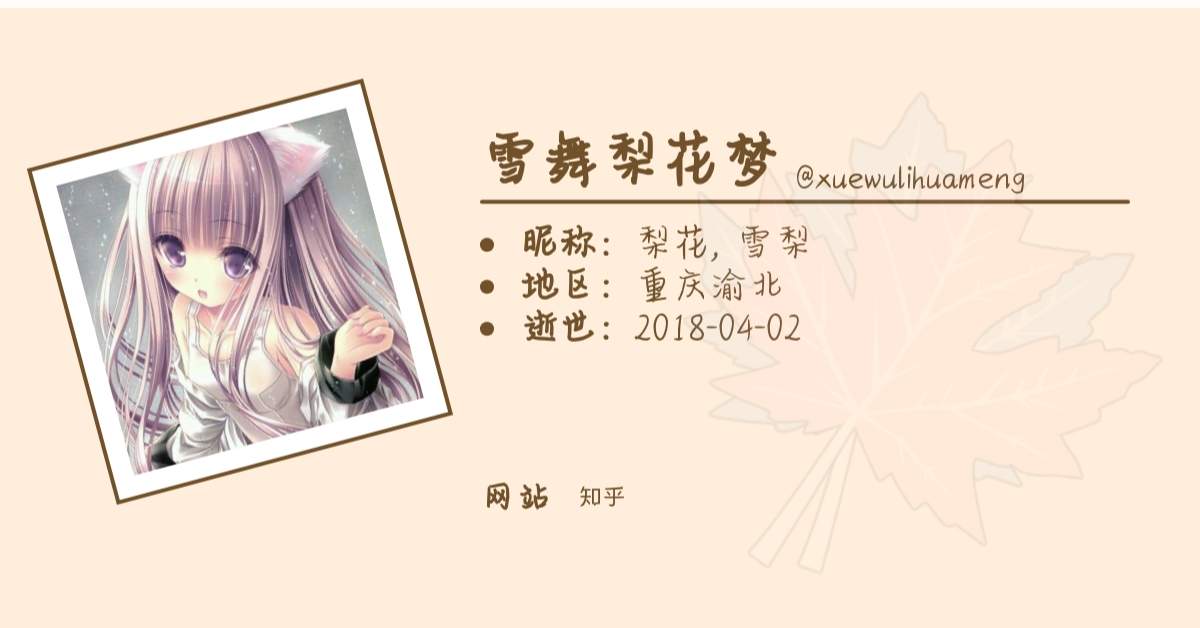 雪舞梨花梦 @xuewulihuameng
昵称：梨花, 雪梨
地区：重庆渝北
逝世：2018-04-02
网站 知乎